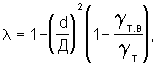 λ = 1−(d/Д)²(1−γт.в/γт),